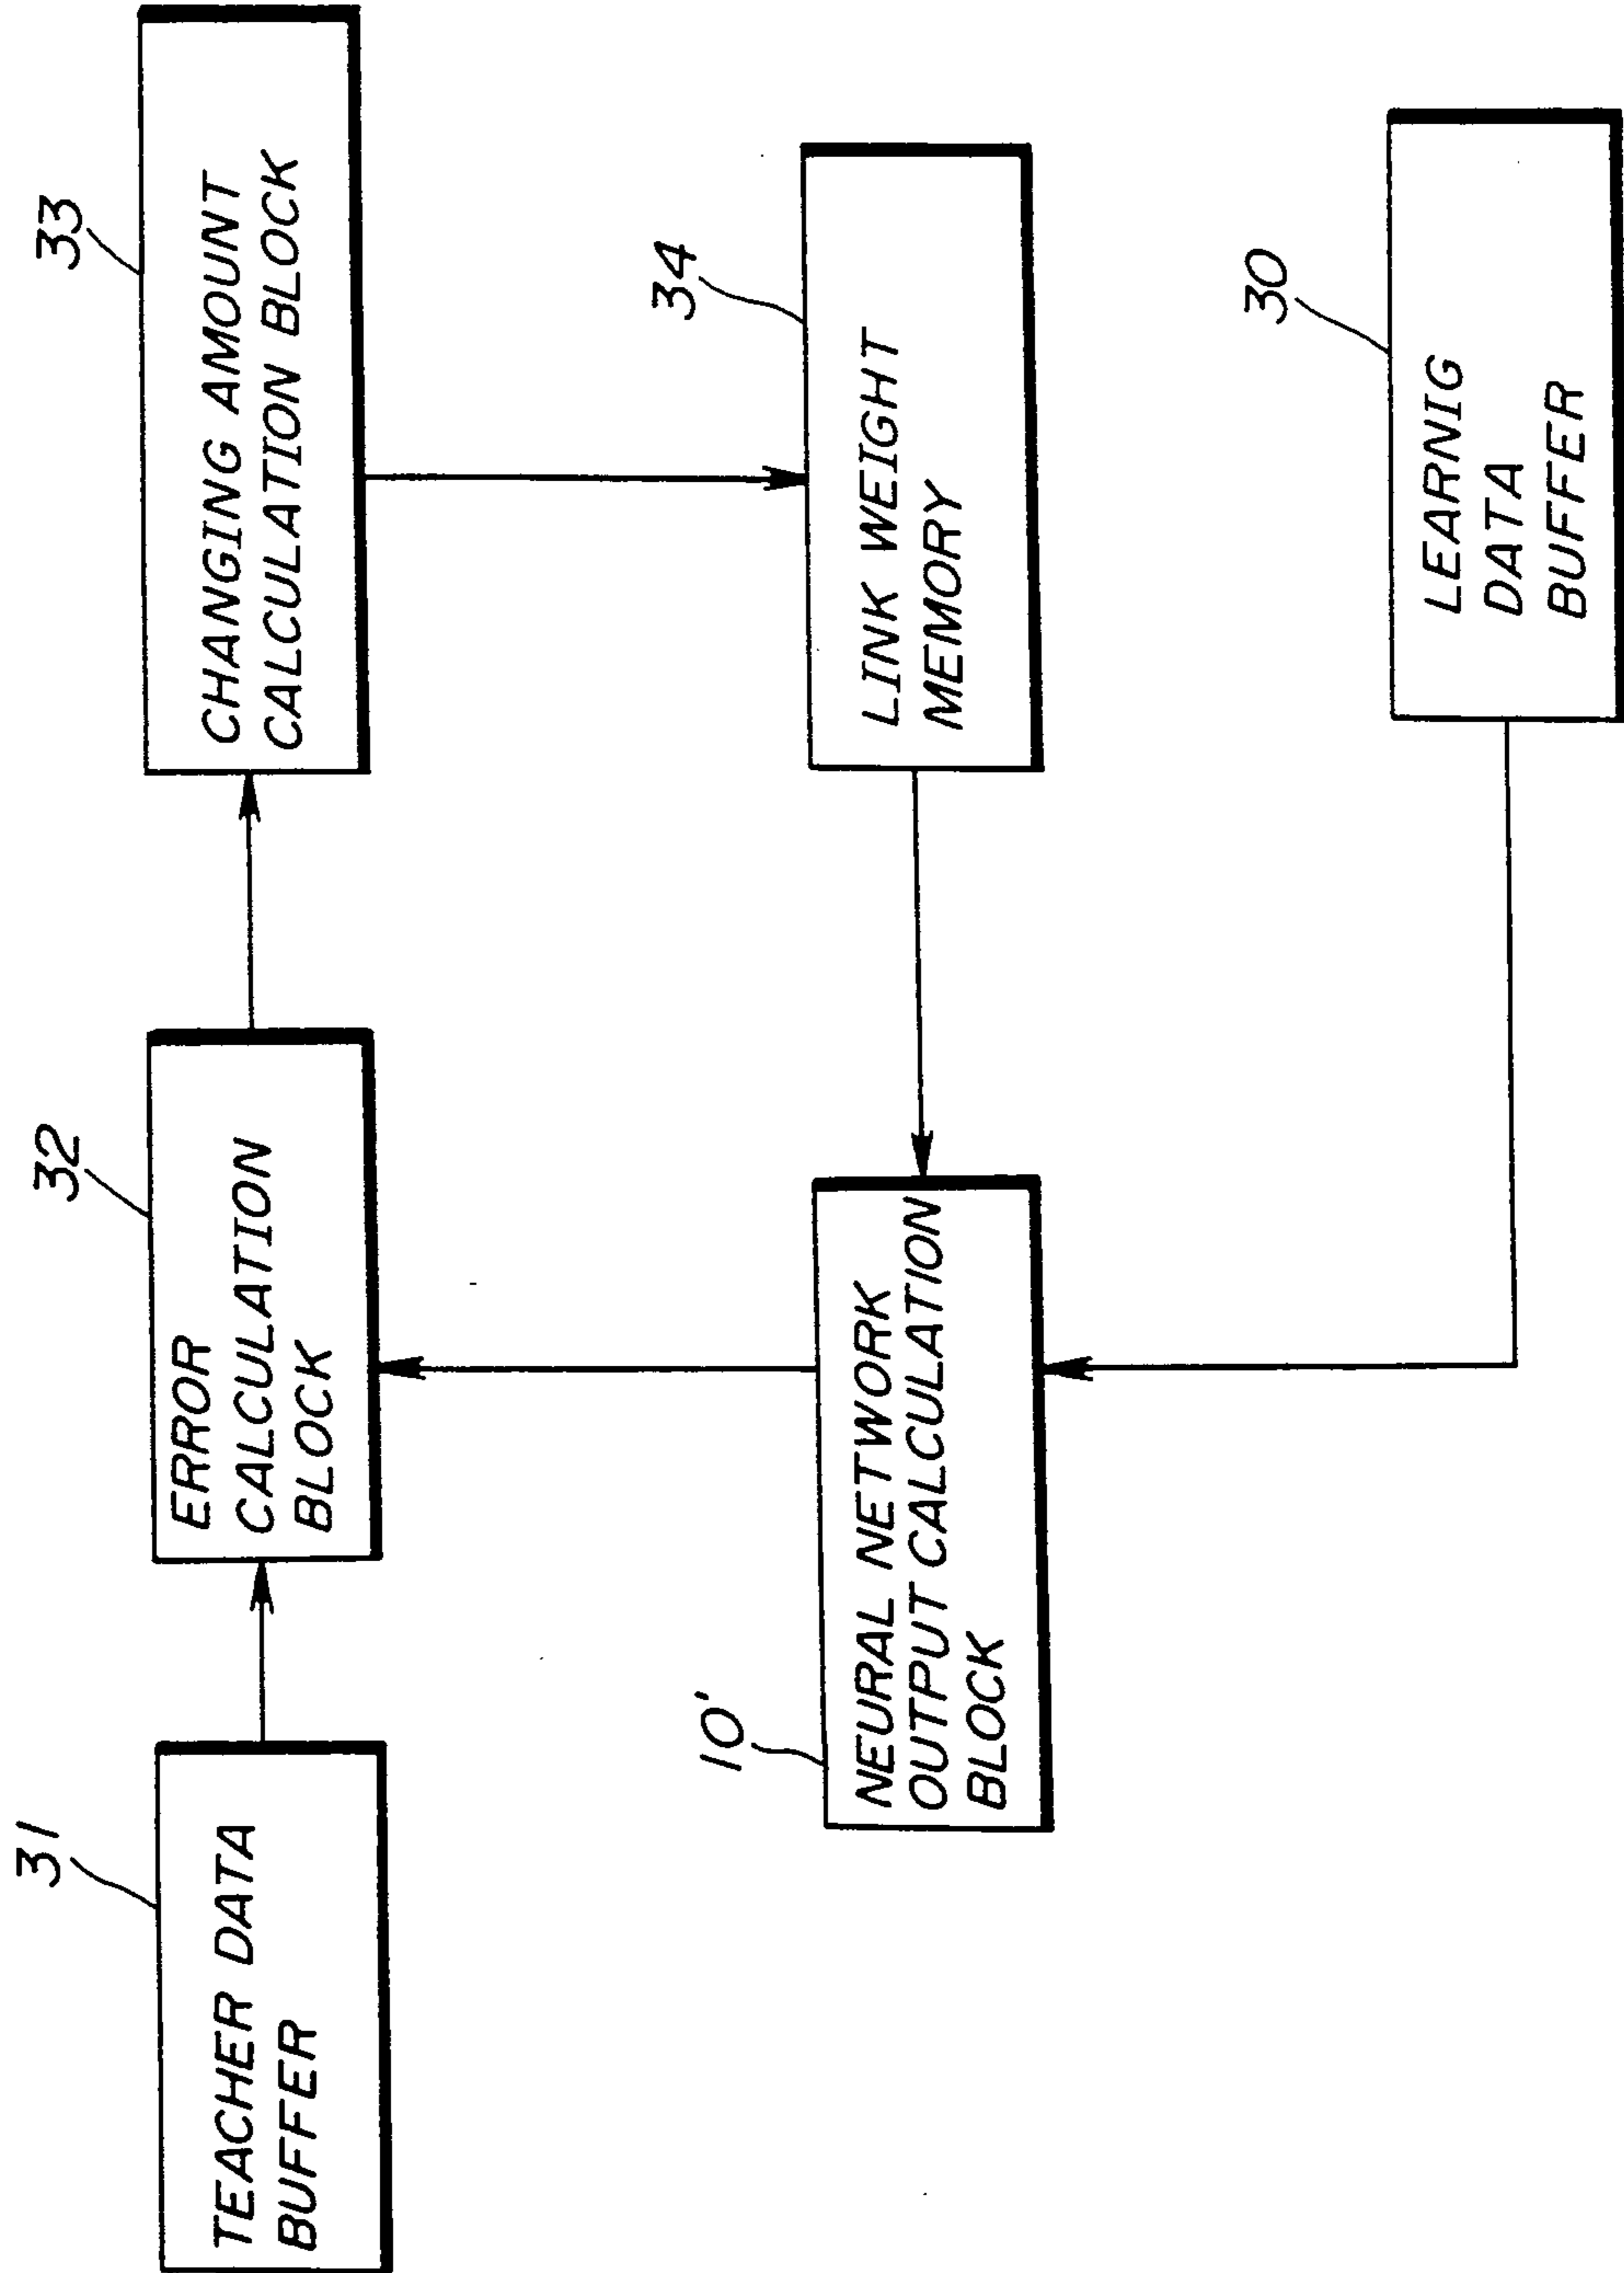 31
TEACHER DATA
BUFFER
32
ERROR
CALCULATION
BLOCK
33
CHANGING AMOUNT
CALCULATION BLOCK
10'
NEURAL NETWORK
OUTPUT CALCULATION
BLOCK
34
LINK WEIGHT
MEMORY
30
LEARNIG
DATA
BUFFER